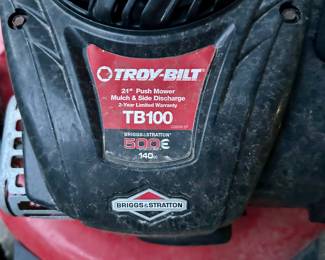 TROY-BILT
21" Push Mower
Mulch & Side Discharge
2-Year Limited Warranty
TB100
BRIGGS&STRATTON
500E
140cc
BRIGGS&STRATTON